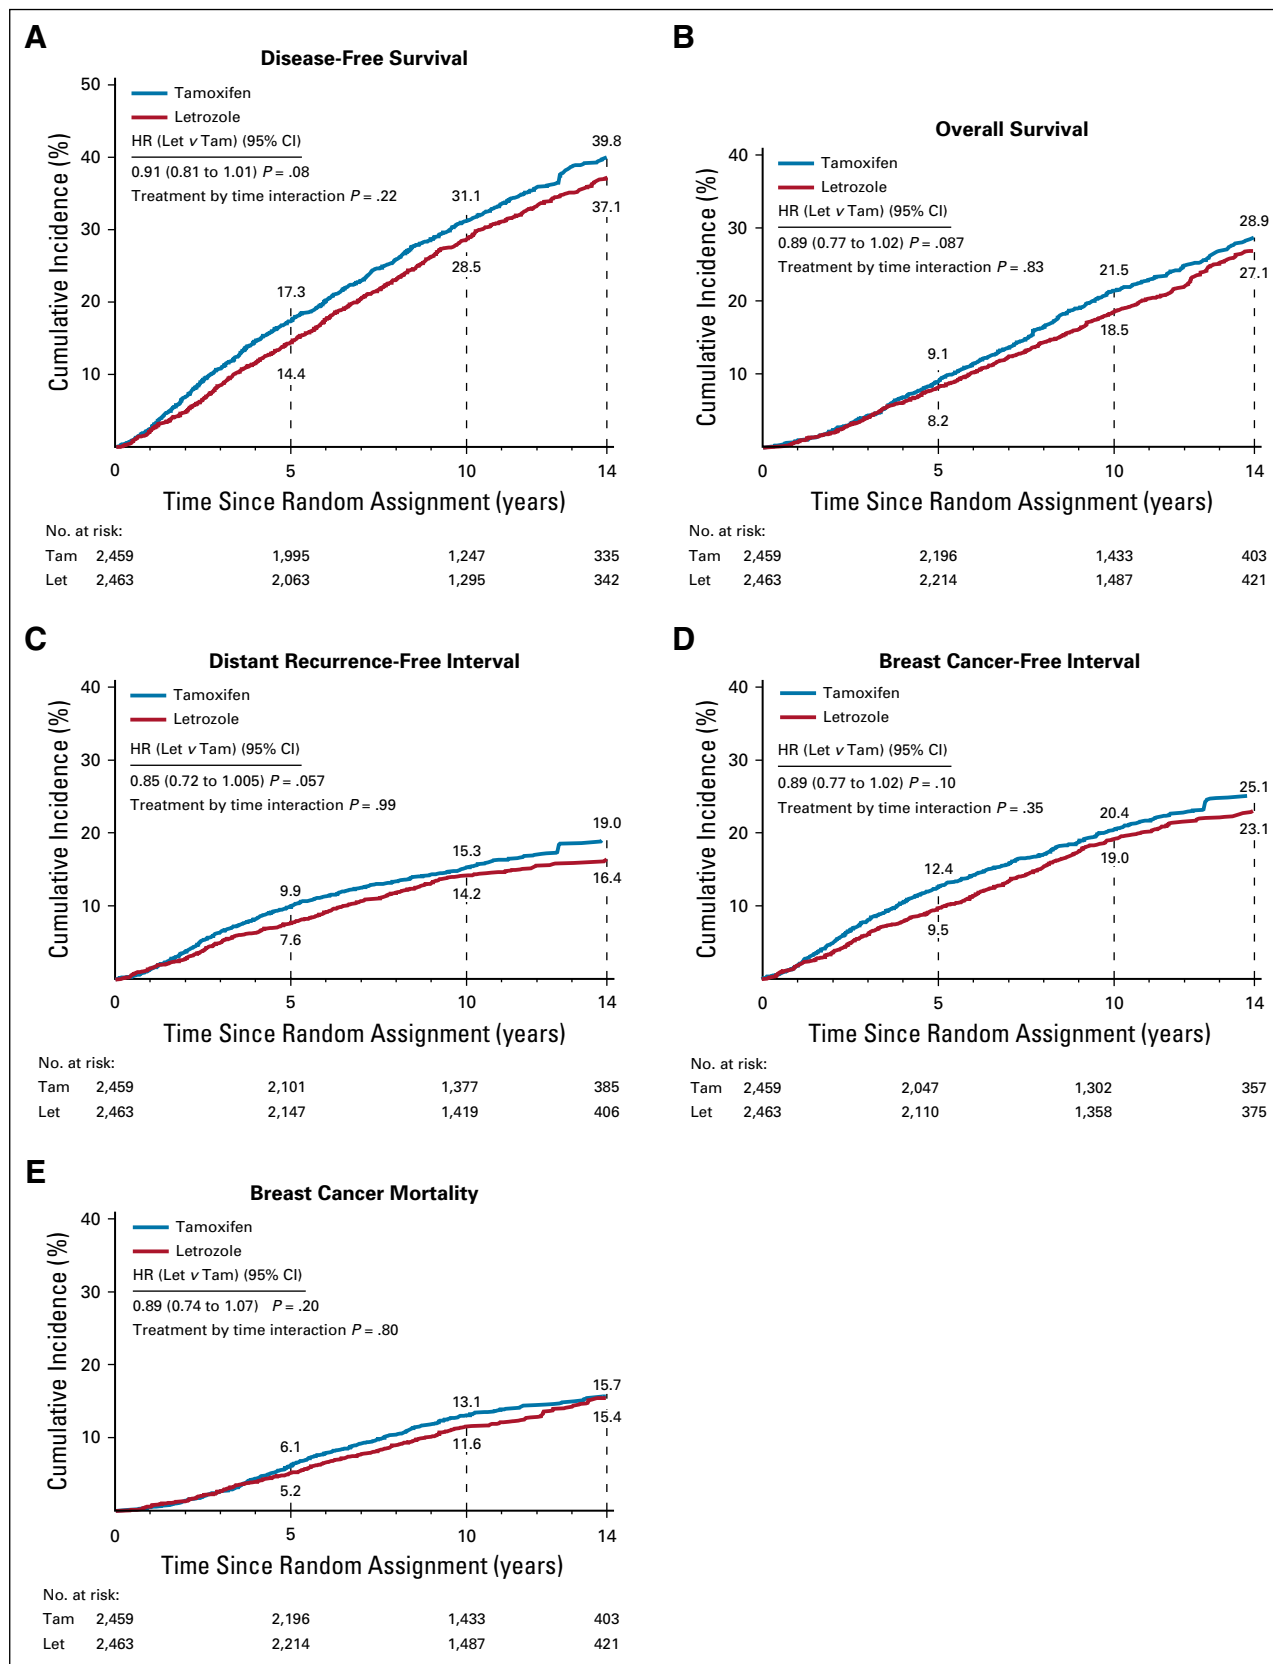 A
Disease-Free Survival
Cumulative Incidence (%)
50
40
30
20
10
Tamoxifen
Letrozole
HR (Let v Tam) (95% CI)
0.91 (0.81 to 1.01) P = .08
Treatment by time interaction P = .22
17.3
14.4
31.1
28.5
39.8
37.1
0 5 10 14
Time Since Random Assignment (years)
No. at risk:
Tam 2,459 1,995 1,247 335
Let 2,463 2,063 1,295 342
B
Overall Survival
Cumulative Incidence (%)
40
30
20
10
Tamoxifen
Letrozole
HR (Let v Tam) (95% CI)
0.89 (0.77 to 1.02) P = .087
Treatment by time interaction P = .83
9.1
8.2
21.5
18.5
28.9
27.1
0 5 10 14
Time Since Random Assignment (years)
No. at risk:
Tam 2,459 2,196 1,433 403
Let 2,463 2,214 1,487 421
C
Distant Recurrence-Free Interval
Cumulative Incidence (%)
40
30
20
10
Tamoxifen
Letrozole
HR (Let v Tam) (95% CI)
0.85 (0.72 to 1.005) P = .057
Treatment by time interaction P = .99
9.9
7.6
15.3
14.2
19.0
16.4
0 5 10 14
Time Since Random Assignment (years)
No. at risk:
Tam 2,459 2,101 1,377 385
Let 2,463 2,147 1,419 406
D
Breast Cancer-Free Interval
Cumulative Incidence (%)
40
30
20
10
Tamoxifen
Letrozole
HR (Let v Tam) (95% CI)
0.89 (0.77 to 1.02) P = .10
Treatment by time interaction P = .35
12.4
9.5
20.4
19.0
25.1
23.1
0 5 10 14
Time Since Random Assignment (years)
No. at risk:
Tam 2,459 2,047 1,302 357
Let 2,463 2,110 1,358 375
E
Breast Cancer Mortality
Cumulative Incidence (%)
40
30
20
10
Tamoxifen
Letrozole
HR (Let v Tam) (95% CI)
0.89 (0.74 to 1.07) P = .20
Treatment by time interaction P = .80
6.1
5.2
13.1
11.6
15.7
15.4
0 5 10 14
Time Since Random Assignment (years)
No. at risk:
Tam 2,459 2,196 1,433 403
Let 2,463 2,214 1,487 421